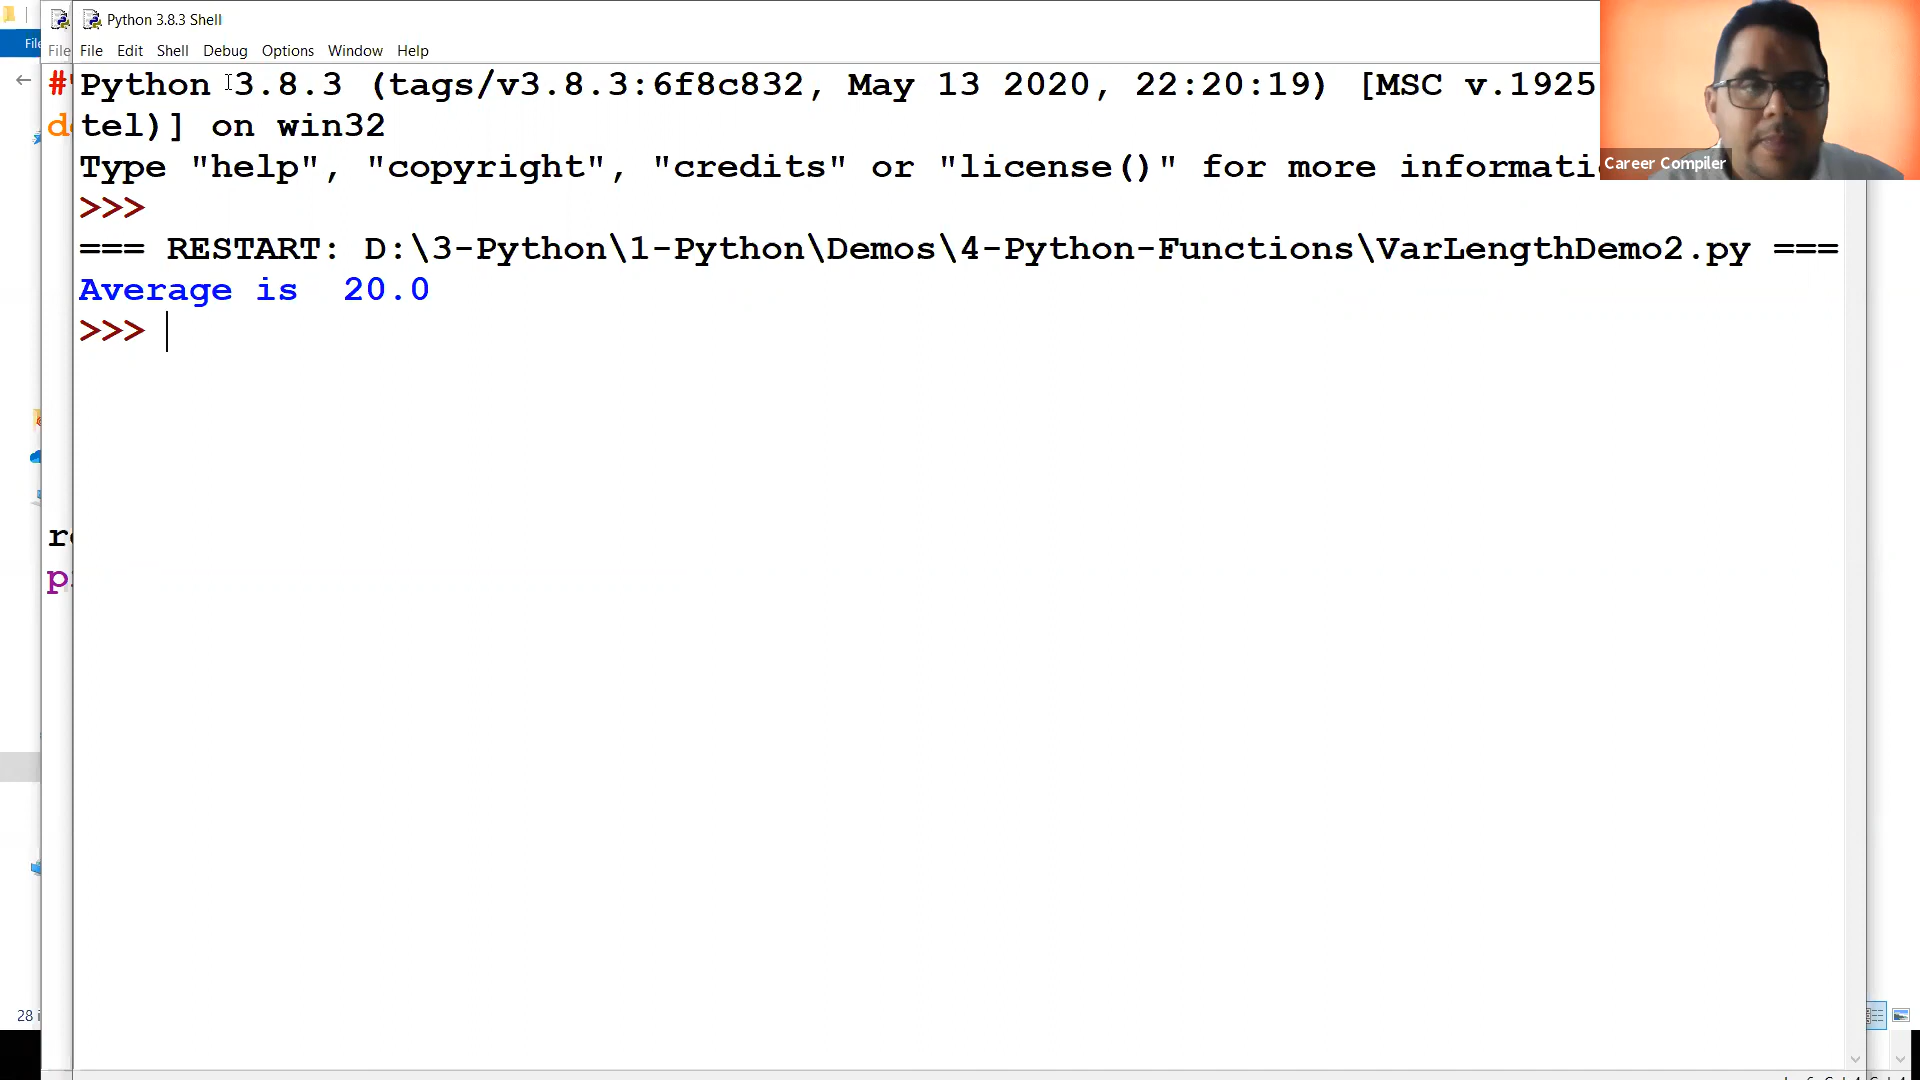 Python 3.8.3 Shell
File
File File Edit Shell Debug Options Window Help
#
Python 3.8.3 (tags/v3.8.3:6f8c832, May 13 2020, 22:20:19) [MSC v.1925
tel)] on win32
Type "help", "copyright", "credits" or "license()" for more informati
Career Compiler
>>>
=== RESTART: D:\3-Python\1-Python\Demos\4-Python-Functions\VarLengthDemo2.py ===
Average is  20.0
>>>
28 i